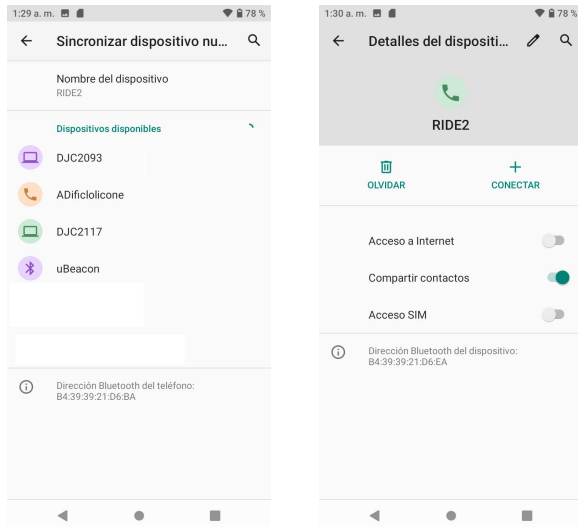 1:29 a. m.
78 %
Sincronizar dispositivo nu...
Nombre del dispositivo
RIDE2
Dispositivos disponibles
DJC2093
ADificlolicone
DJC2117
uBeacon
Dirección Bluetooth del teléfono:
B4:39:39:21:D6:BA
1:30 a. m.
78 %
Detalles del dispositi...
RIDE2
OLVIDAR
CONECTAR
Acceso a Internet
Compartir contactos
Acceso SIM
Dirección Bluetooth del dispositivo:
B4:39:39:21:D6:EA